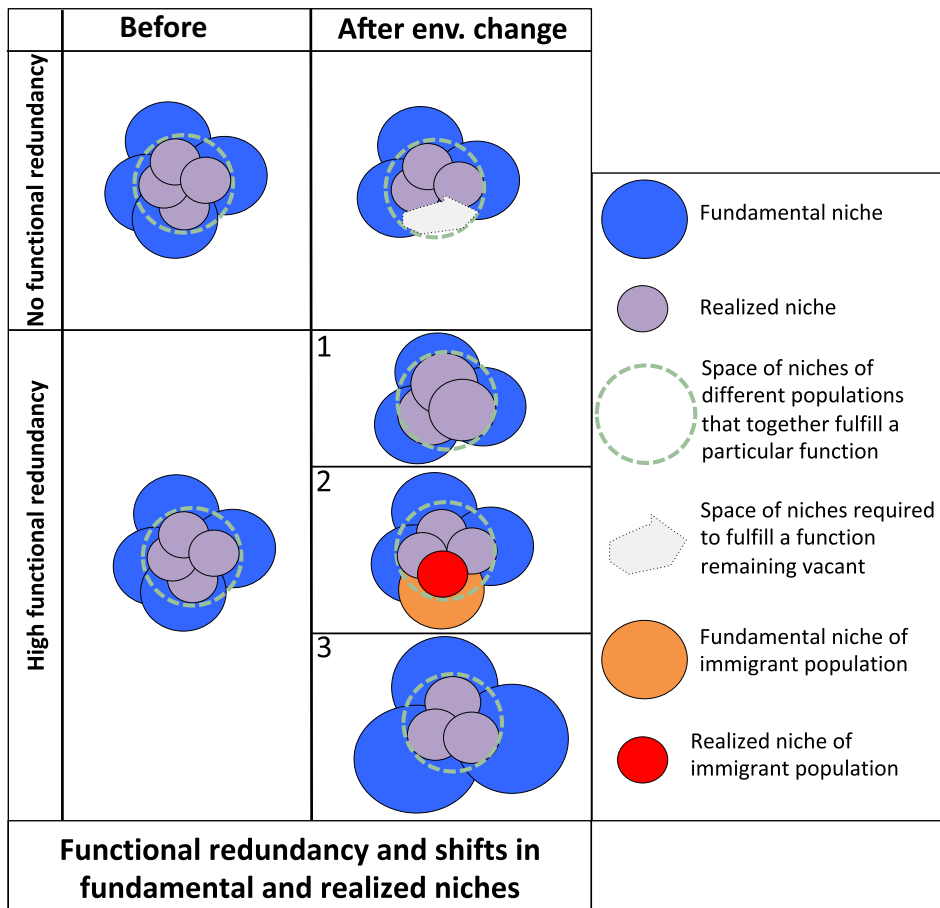 Before
After env. change
No functional redundancy
High functional redundancy
1
2
3
Fundamental niche
Realized niche
Space of niches of
different populations
that together fulfill a
particular function
Space of niches required
to fulfill a function
remaining vacant
Fundamental niche of
immigrant population
Realized niche of
immigrant population
Functional redundancy and shifts in
fundamental and realized niches